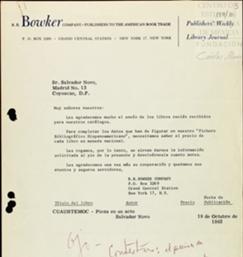 R.R. Bowker COMPANY · PUBLISHERS TO THE AMERICAN BOOK TRADE
P. O. BOX 2309 · GRAND CENTRAL STATION · NEW YORK 17, NEW YORK
Publishers' Weekly
Library Journal
Sr. Salvador Novo,
Madrid No. 13
Coyoacan, D.F.
Muy señores nuestros:
Les agradecemos mucho el envío de los libros recién recibidos
para nuestros catálogos.
Para completar los datos que han de figurar en nuestro "Fichero
Bibliográfico Hispanoamericano", necesitamos saber el precio de
cada libro en moneda nacional.
Les rogamos, por lo tanto, se sirvan darnos la información
solicitada al pie de la presente y devolvérnosla cuanto antes.
Les agradecemos una vez más su cooperación y quedamos sus
atentos y seguros servidores,
R.R. BOWKER COMPANY
P.O. Box 2309
Grand Central Station
New York 17, N.Y.
Título del libro Autor Precio Fecha de Publicación
CUAUHTEMOC - Pieza en un acto
Salvador Novo
19 de Octubre de
1962
Ojo -